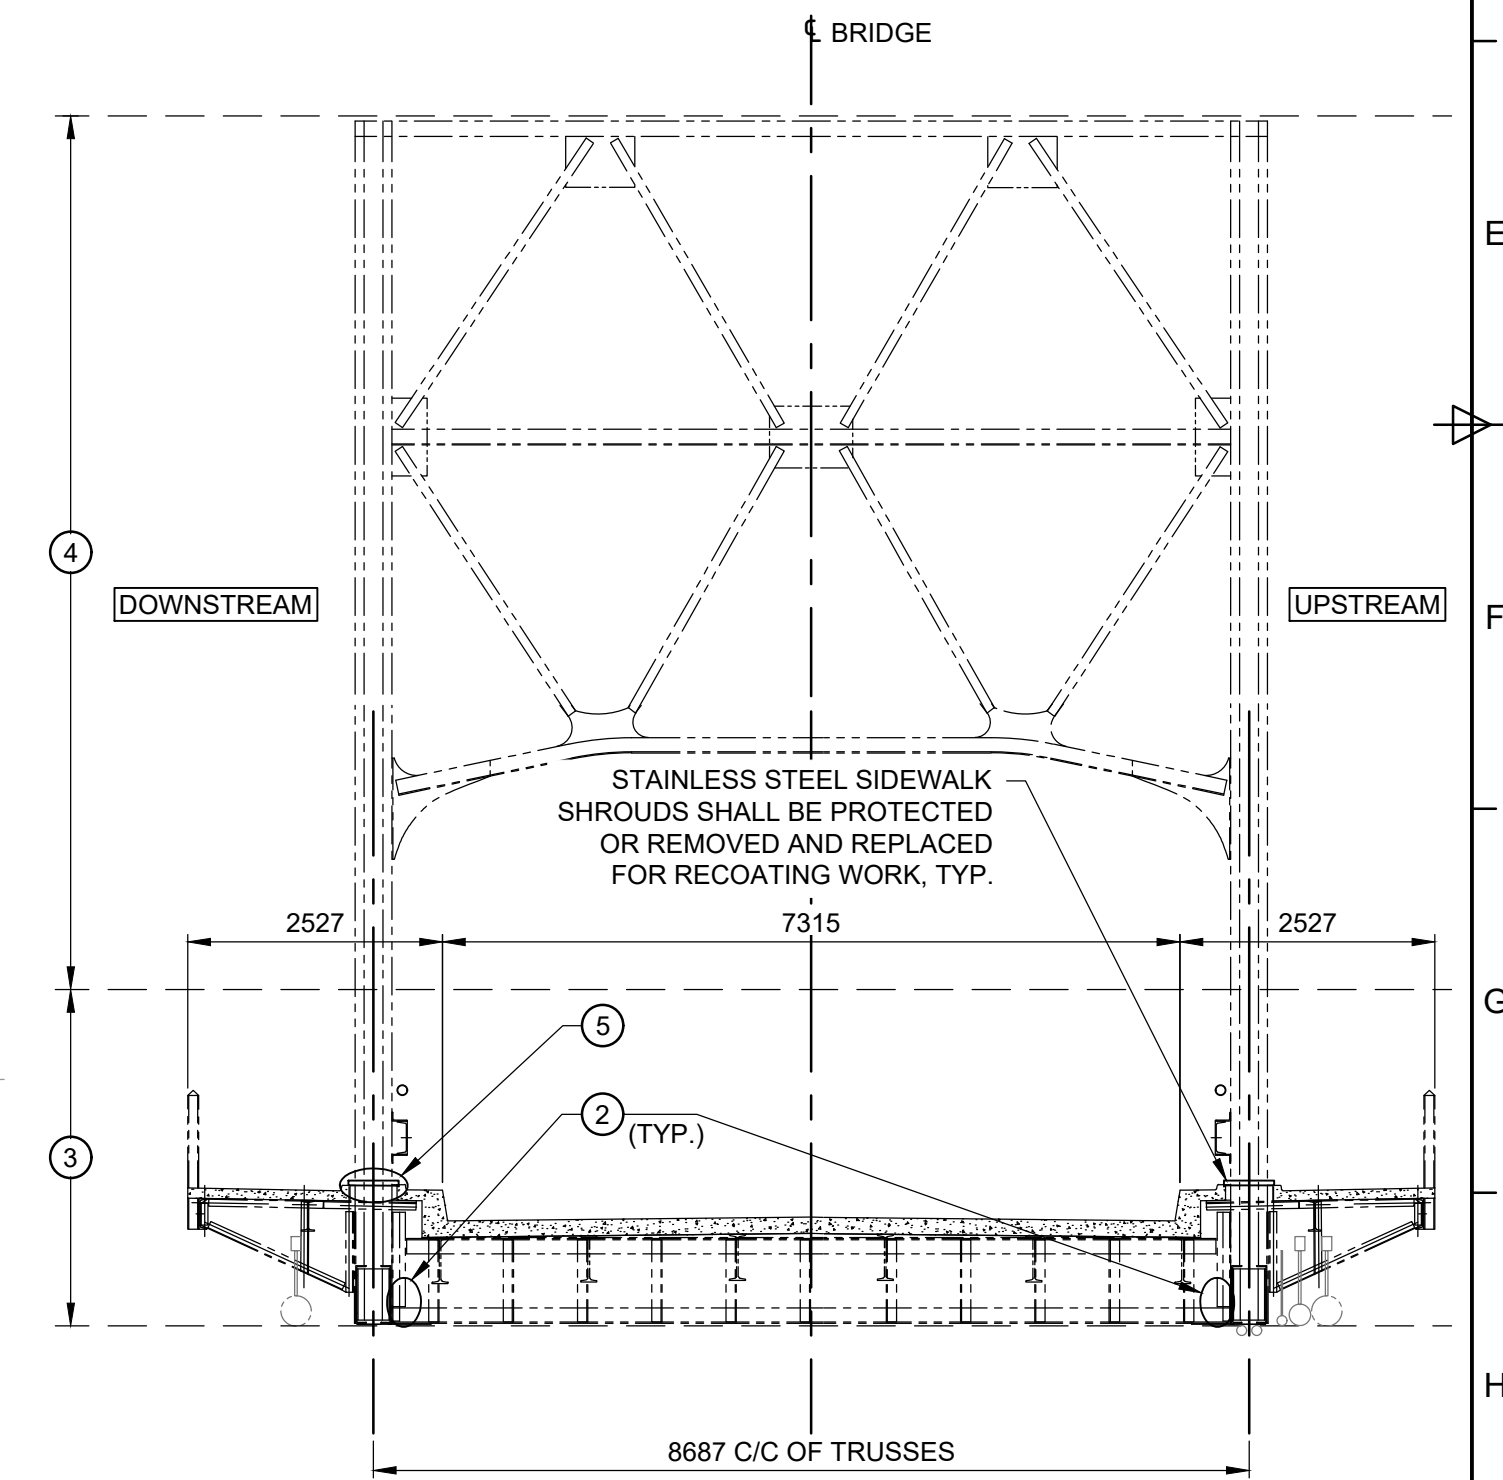 ℄ BRIDGE
E
4
DOWNSTREAM
UPSTREAM
F
STAINLESS STEEL SIDEWALK
SHROUDS SHALL BE PROTECTED
OR REMOVED AND REPLACED
FOR RECOATING WORK, TYP.
2527
7315
2527
G
5
2
(TYP.)
3
H
8687 C/C OF TRUSSES